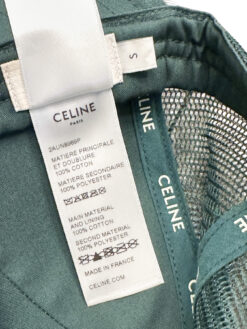 CELINE
PARIS
S
MATIÈRE PRINCIPALE
ET DOUBLURE
100% COTON
MATIÈRE SECONDAIRE
100% POLYESTER
MAIN MATERIAL
AND LINING
100% COTTON
SECOND MATERIAL
100% POLYESTER
MADE IN FRANCE
CELINE.COM
CELINE
CELINE